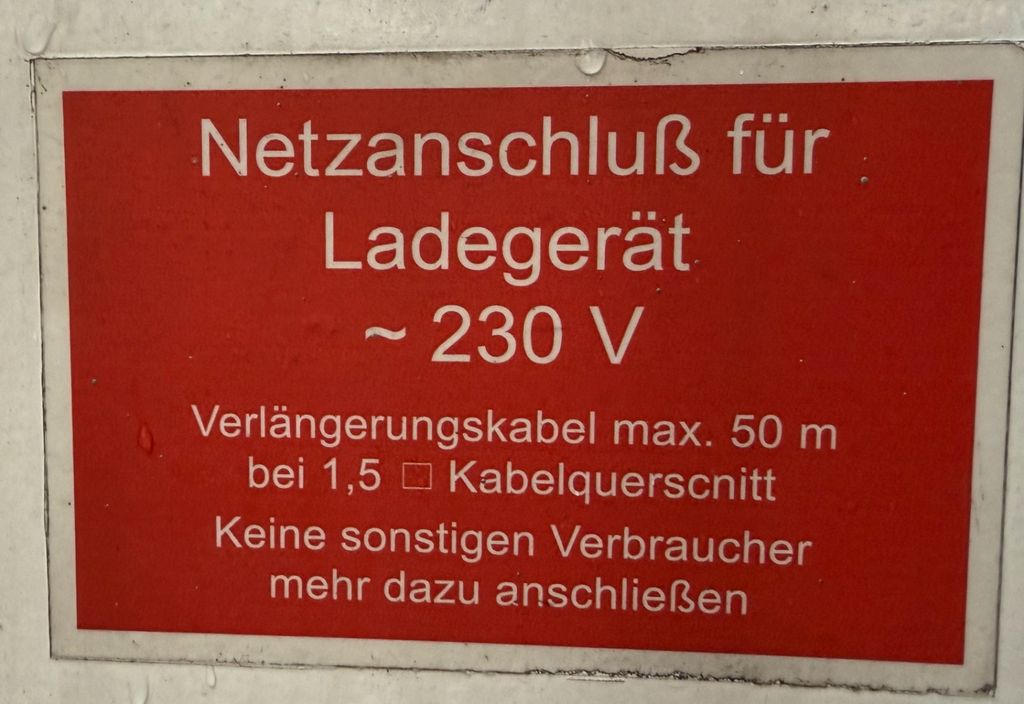 Netzanschluß für
Ladegerät
~ 230 V
Verlängerungskabel max. 50 m
bei 1,5 □ Kabelquerscnitt
Keine sonstigen Verbraucher
mehr dazu anschließen